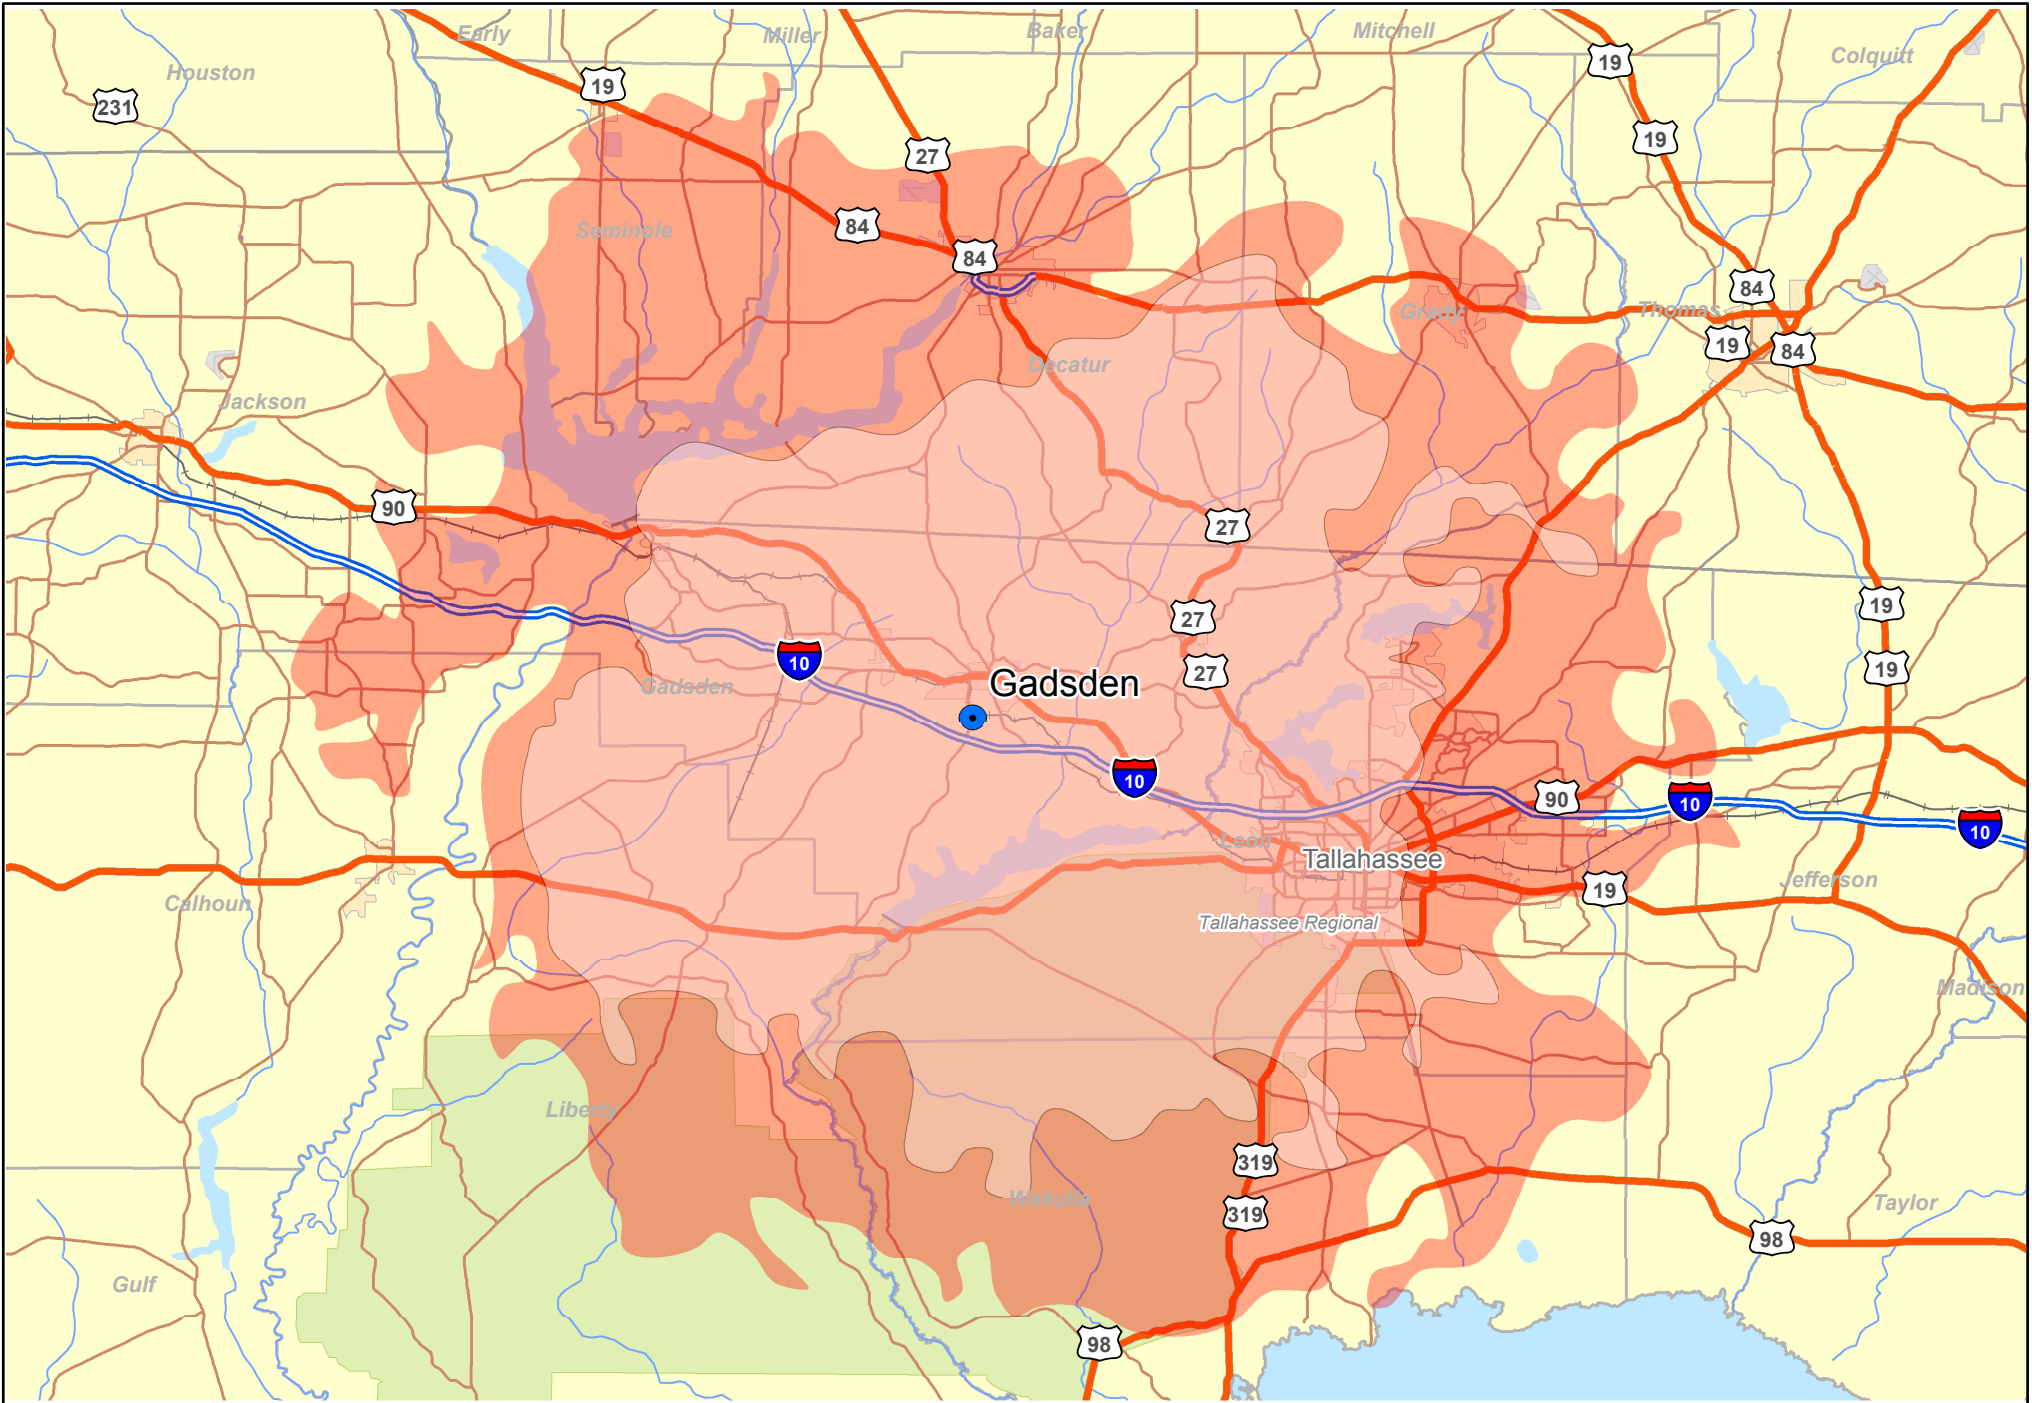 Early
Miller
Baker
Mitchell
Colquitt
Houston
19
19
231
19
27
84
Seminole
84
84
Grady
Thomas
19
84
Decatur
Jackson
90
27
19
27
10
27
19
Gadsden
Gadsden
10
90
10
10
Leon
Tallahassee
Jefferson
19
Calhoun
Tallahassee Regional
Madison
Liberty
319
Wakulla
319
Taylor
98
Gulf
98